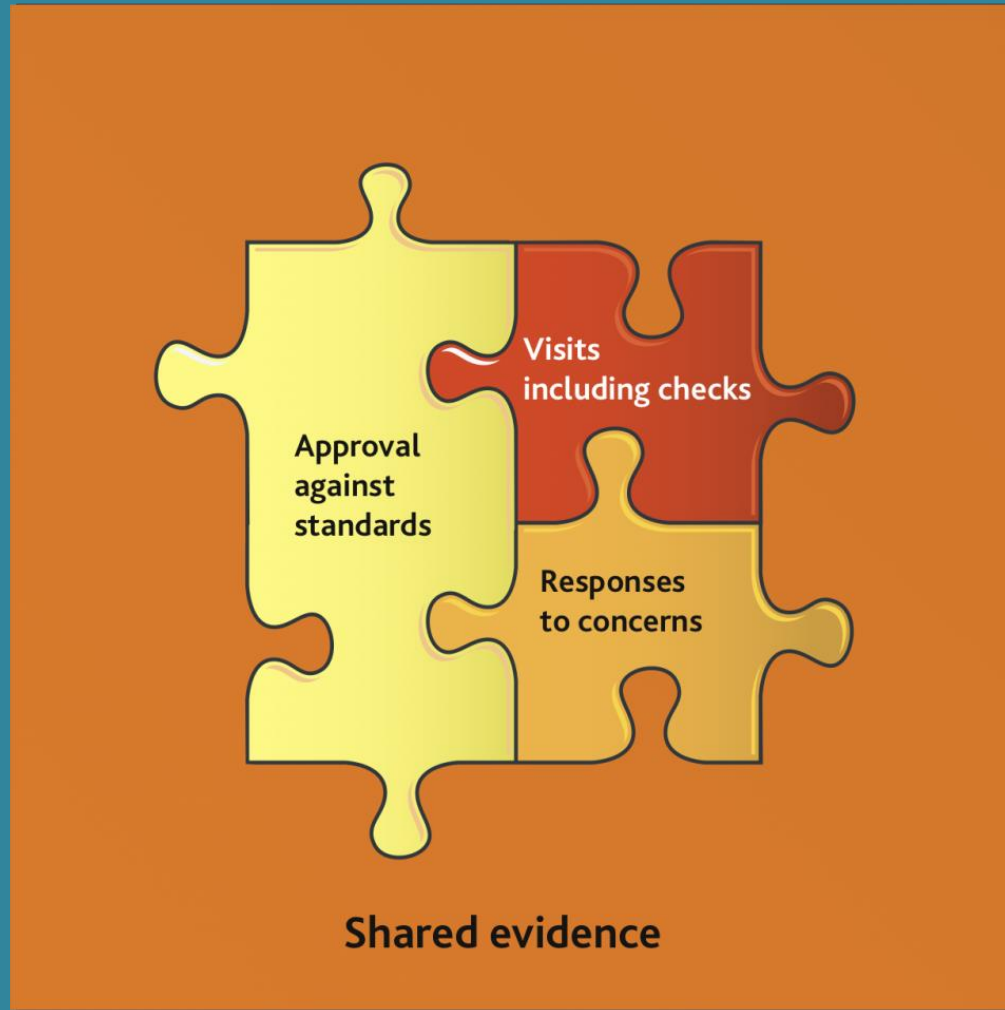 Visits
including checks
Approval
against
standards
Responses
to concerns
Shared evidence